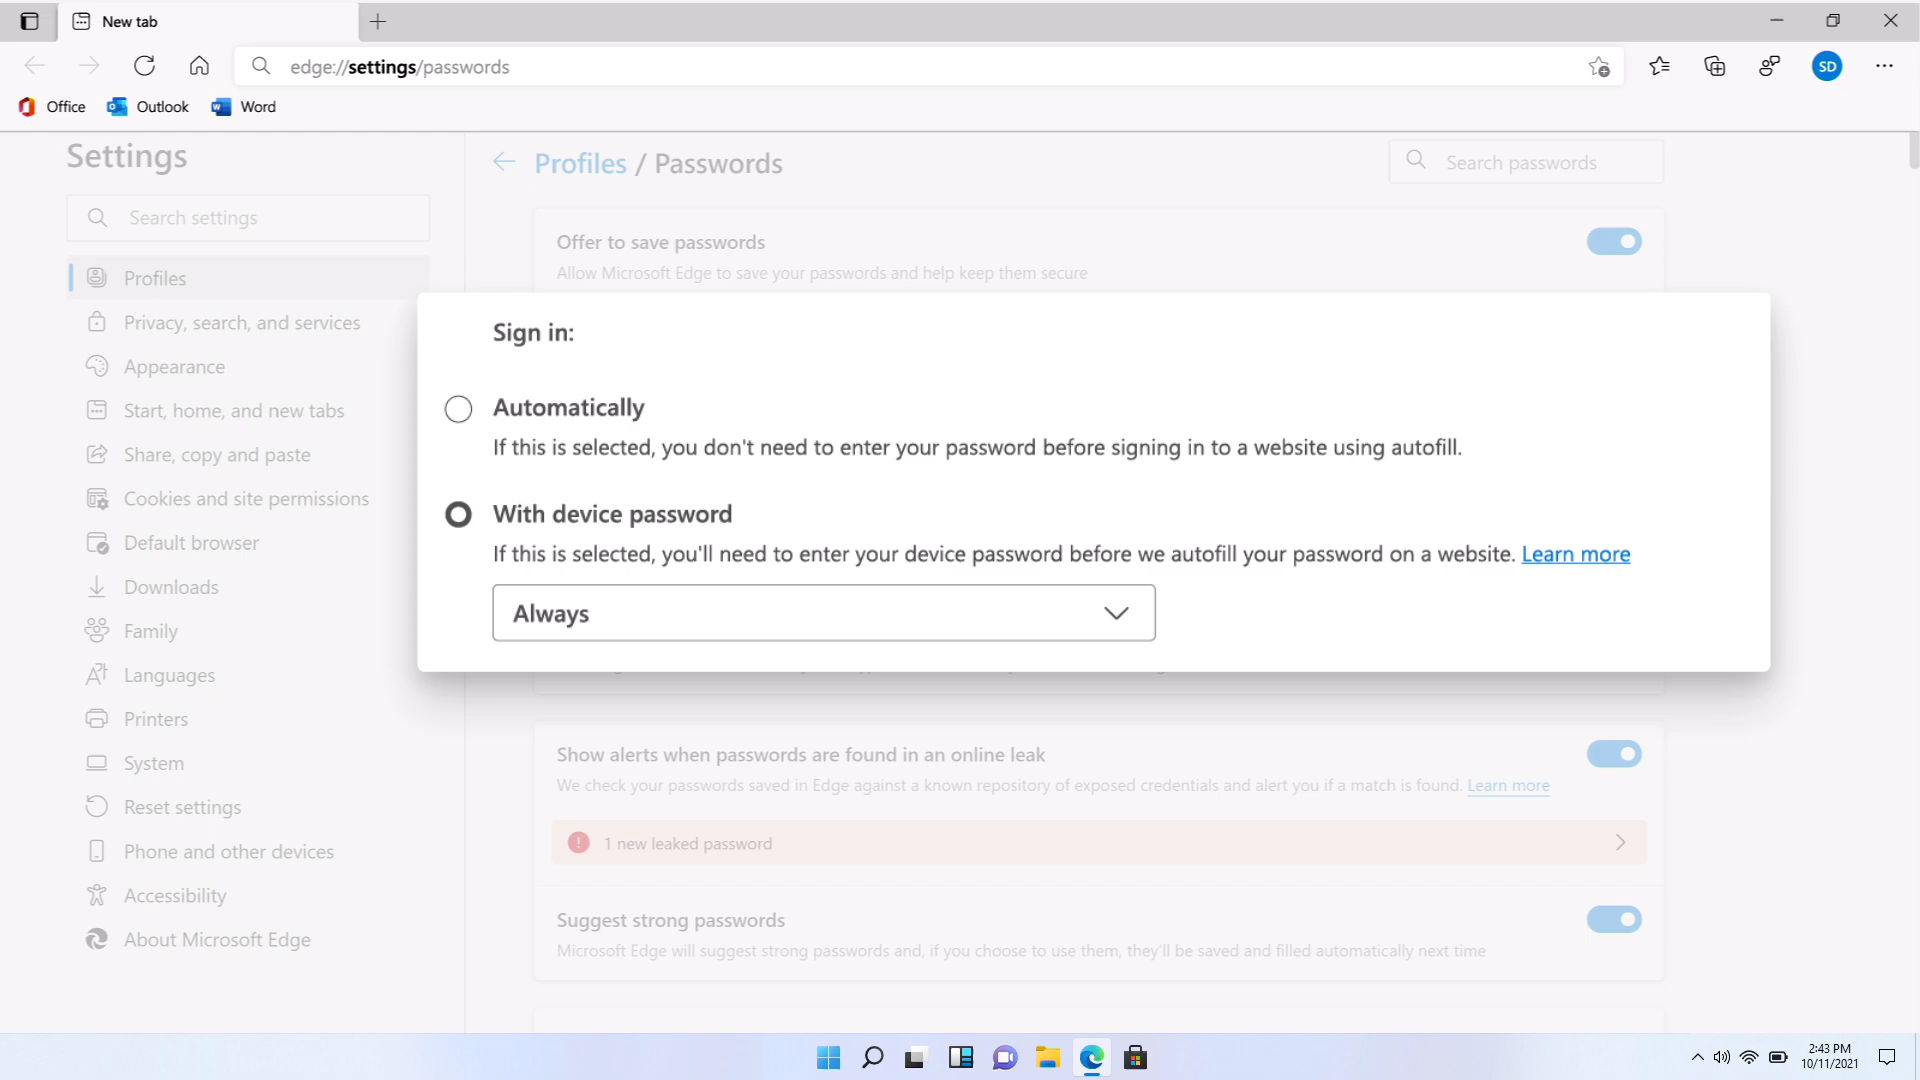 New tab
edge://settings/passwords
SD
Office
Outlook
Word
Settings
Search settings
Profiles
Privacy, search, and services
Appearance
Start, home, and new tabs
Share, copy and paste
Cookies and site permissions
Default browser
Downloads
Family
Languages
Printers
System
Reset settings
Phone and other devices
Accessibility
About Microsoft Edge
Profiles / Passwords
Search passwords
Offer to save passwords
Allow Microsoft Edge to save your passwords and help keep them secure
Sign in:
Automatically
If this is selected, you don't need to enter your password before signing in to a website using autofill.
With device password
If this is selected, you'll need to enter your device password before we autofill your password on a website. Learn more
Always
Show alerts when passwords are found in an online leak
We check your passwords saved in Edge against a known repository of exposed credentials and alert you if a match is found. Learn more
1 new leaked password
Suggest strong passwords
Microsoft Edge will suggest strong passwords and, if you choose to use them, they'll be saved and filled automatically next time
2:43 PM
10/11/2021